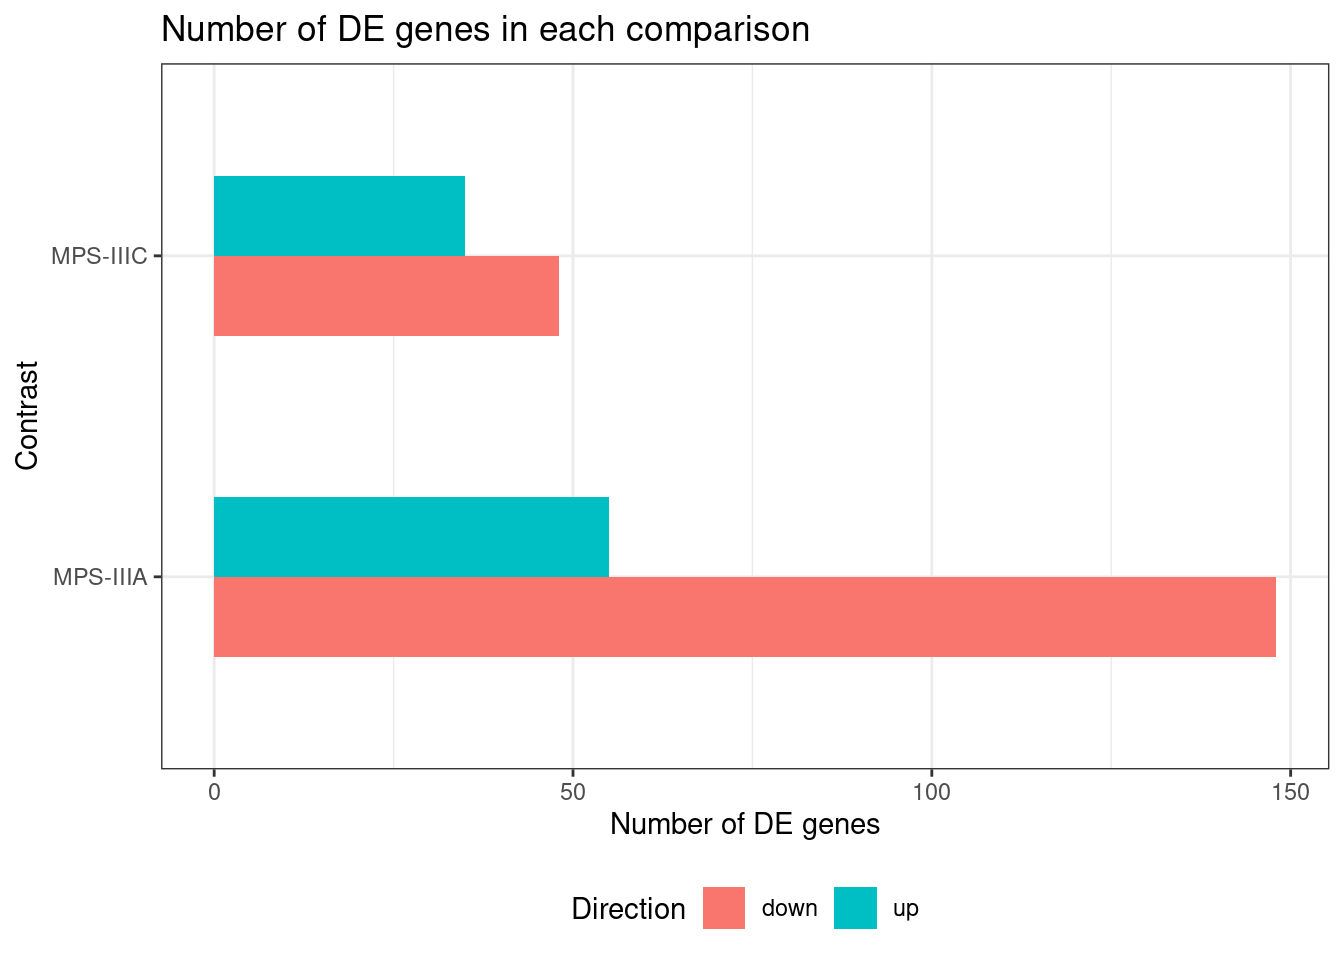 Number of DE genes in each comparison
MPS-IIIC
Contrast
MPS-IIIA
0 50 100 150
Number of DE genes
Direction down up